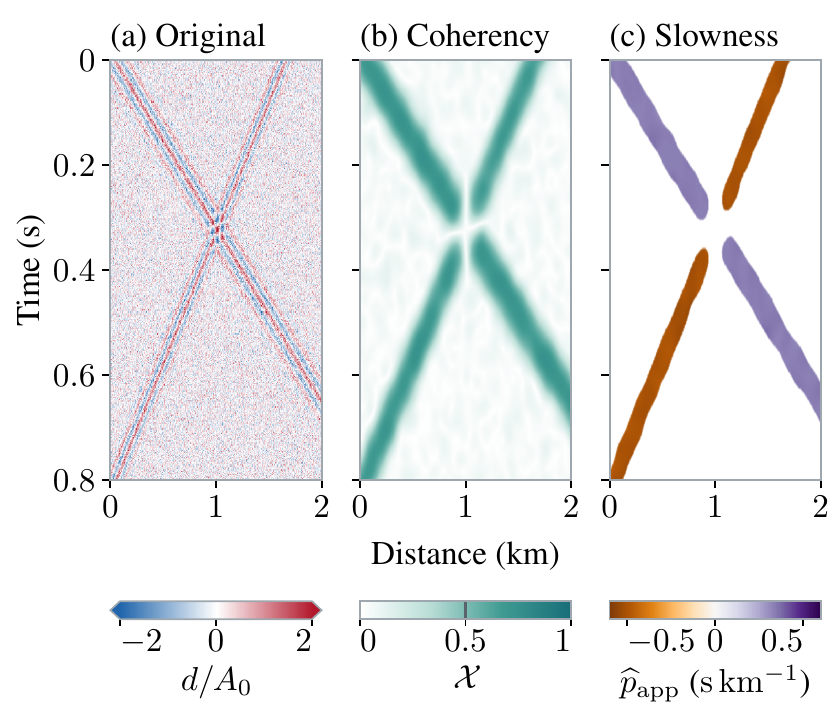 (a) Original (b) Coherency (c) Slowness
0
0.2
0.4
0.6
0.8
Time (s)
0 1 2 0 1 2 0 1 2
Distance (km)
−2 0 2 0 0.5 1 −0.5 0 0.5
d/A₀ 𝒳 p̂app (s km⁻¹)